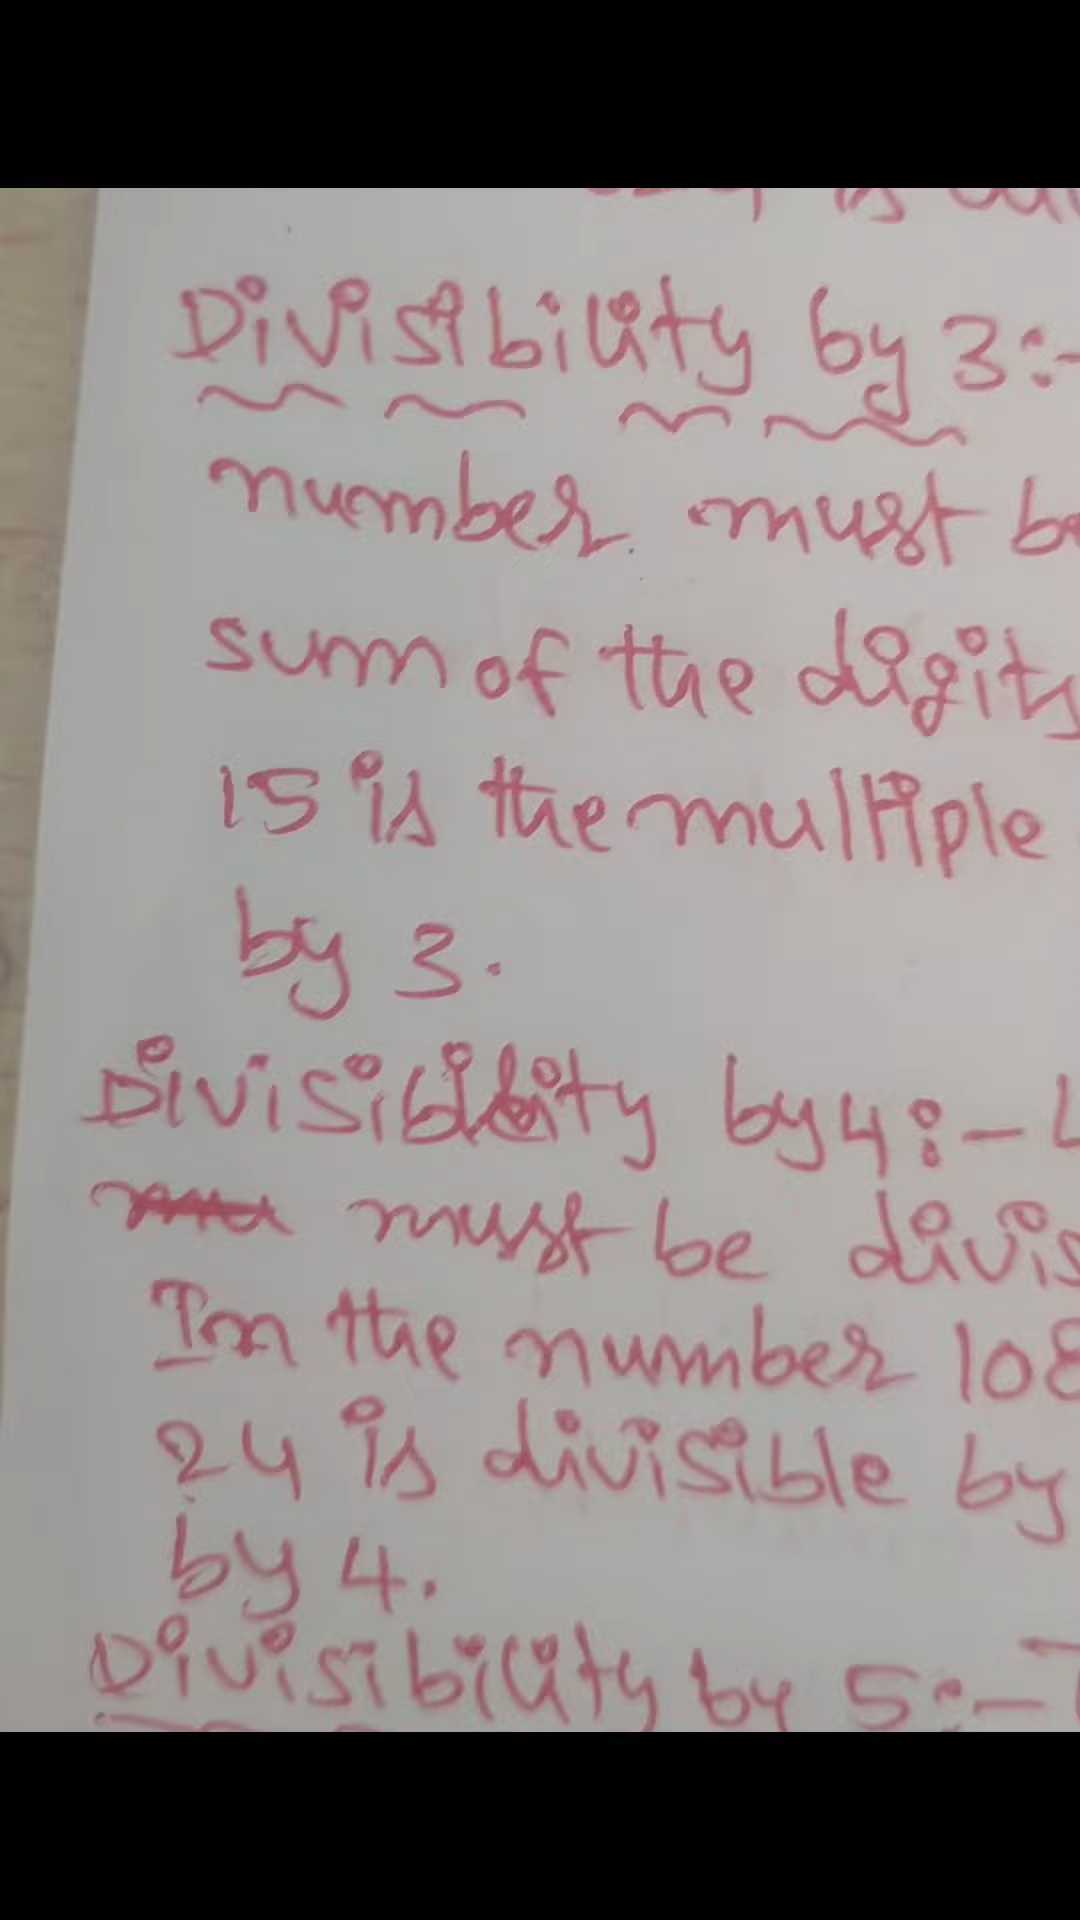 is
Divisibility by 3:-
number must be
sum of the digits
15 is the multiple
by 3.
Divisibility by 4:-
must be divis
In the number 108
24 is divisible by
by 4.
Divisibility by 5:-